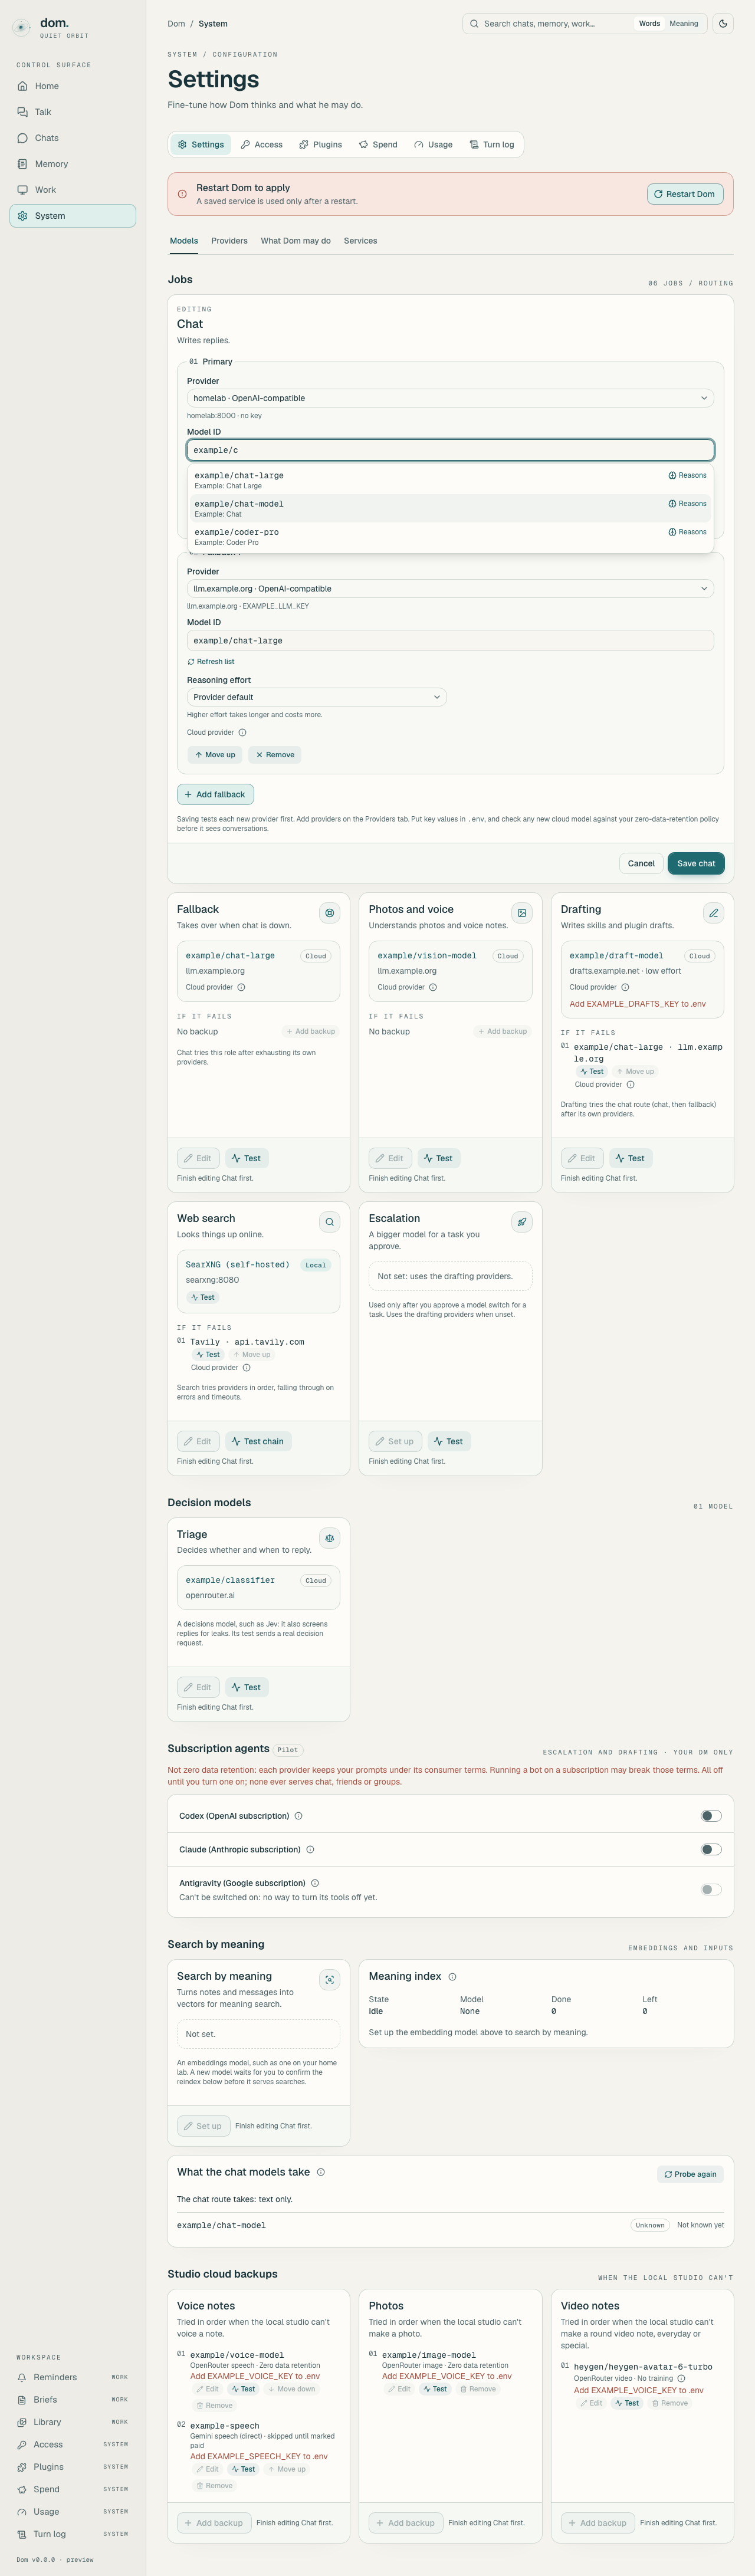 dom.
QUIET ORBIT
CONTROL SURFACE
Home
Talk
Chats
Memory
Work
System
WORKSPACE
Reminders WORK
Briefs WORK
Library WORK
Access SYSTEM
Plugins SYSTEM
Spend SYSTEM
Usage SYSTEM
Turn log SYSTEM
Dom v0.0.0 · preview
Dom / System
Search chats, memory, work... Words Meaning
SYSTEM / CONFIGURATION
Settings
Fine-tune how Dom thinks and what he may do.
Settings Access Plugins Spend Usage Turn log
Restart Dom to apply
A saved service is used only after a restart.
Restart Dom
Models Providers What Dom may do Services
Jobs 06 JOBS / ROUTING
EDITING
Chat
Writes replies.
01 Primary
Provider
homelab · OpenAI-compatible
homelab:8000 · no key
Model ID
example/c
example/chat-large Reasons
Example: Chat Large
example/chat-model Reasons
Example: Chat
example/coder-pro Reasons
Example: Coder Pro
Provider
llm.example.org · OpenAI-compatible
llm.example.org · EXAMPLE_LLM_KEY
Model ID
example/chat-large
Refresh list
Reasoning effort
Provider default
Higher effort takes longer and costs more.
Cloud provider
Move up Remove
Add fallback
Saving tests each new provider first. Add providers on the Providers tab. Put key values in .env, and check any new cloud model against your zero-data-retention policy
before it sees conversations.
Cancel Save chat
Fallback
Takes over when chat is down.
example/chat-large Cloud
llm.example.org
Cloud provider
IF IT FAILS
No backup Add backup
Chat tries this role after exhausting its own
providers.
Edit Test
Finish editing Chat first.
Photos and voice
Understands photos and voice notes.
example/vision-model Cloud
llm.example.org
Cloud provider
IF IT FAILS
No backup Add backup
Edit Test
Finish editing Chat first.
Drafting
Writes skills and plugin drafts.
example/draft-model Cloud
drafts.example.net · low effort
Cloud provider
Add EXAMPLE_DRAFTS_KEY to .env
IF IT FAILS
01 example/chat-large · llm.examp
le.org
Test Move up
Cloud provider
Drafting tries the chat route (chat, then fallback)
after its own providers.
Edit Test
Finish editing Chat first.
Web search
Looks things up online.
SearXNG (self-hosted) Local
searxng:8080
Test
IF IT FAILS
01 Tavily · api.tavily.com
Test Move up
Cloud provider
Search tries providers in order, falling through on
errors and timeouts.
Edit Test chain
Finish editing Chat first.
Escalation
A bigger model for a task you
approve.
Not set: uses the drafting providers.
Used only after you approve a model switch for a
task. Uses the drafting providers when unset.
Set up Test
Finish editing Chat first.
Decision models 01 MODEL
Triage
Decides whether and when to reply.
example/classifier Cloud
openrouter.ai
A decisions model, such as Jev: it also screens
replies for leaks. Its test sends a real decision
request.
Edit Test
Finish editing Chat first.
Subscription agents Pilot ESCALATION AND DRAFTING · YOUR DM ONLY
Not zero data retention: each provider keeps your prompts under its consumer terms. Running a bot on a subscription may break those terms. All off
until you turn one on; none ever serves chat, friends or groups.
Codex (OpenAI subscription)
Claude (Anthropic subscription)
Antigravity (Google subscription)
Can't be switched on: no way to turn its tools off yet.
Search by meaning EMBEDDINGS AND INPUTS
Search by meaning
Turns notes and messages into
vectors for meaning search.
Not set.
An embeddings model, such as one on your home
lab. A new model waits for you to confirm the
reindex below before it serves searches.
Set up Finish editing Chat first.
Meaning index
State Model Done Left
Idle None 0 0
Set up the embedding model above to search by meaning.
What the chat models take Probe again
The chat route takes: text only.
example/chat-model Unknown Not known yet
Studio cloud backups WHEN THE LOCAL STUDIO CAN'T
Voice notes
Tried in order when the local studio can't
voice a note.
01 example/voice-model
OpenRouter speech · Zero data retention
Add EXAMPLE_VOICE_KEY to .env
Edit Test Move down
Remove
02 example-speech
Gemini speech (direct) · skipped until marked
paid
Add EXAMPLE_SPEECH_KEY to .env
Edit Test Move up
Remove
Add backup Finish editing Chat first.
Photos
Tried in order when the local studio can't
make a photo.
01 example/image-model
OpenRouter image · Zero data retention
Add EXAMPLE_VOICE_KEY to .env
Edit Test Remove
Add backup Finish editing Chat first.
Video notes
Tried in order when the local studio can't
make a round video note, everyday or
special.
01 heygen/heygen-avatar-6-turbo
OpenRouter video · No training
Add EXAMPLE_VOICE_KEY to .env
Edit Test Remove
Add backup Finish editing Chat first.